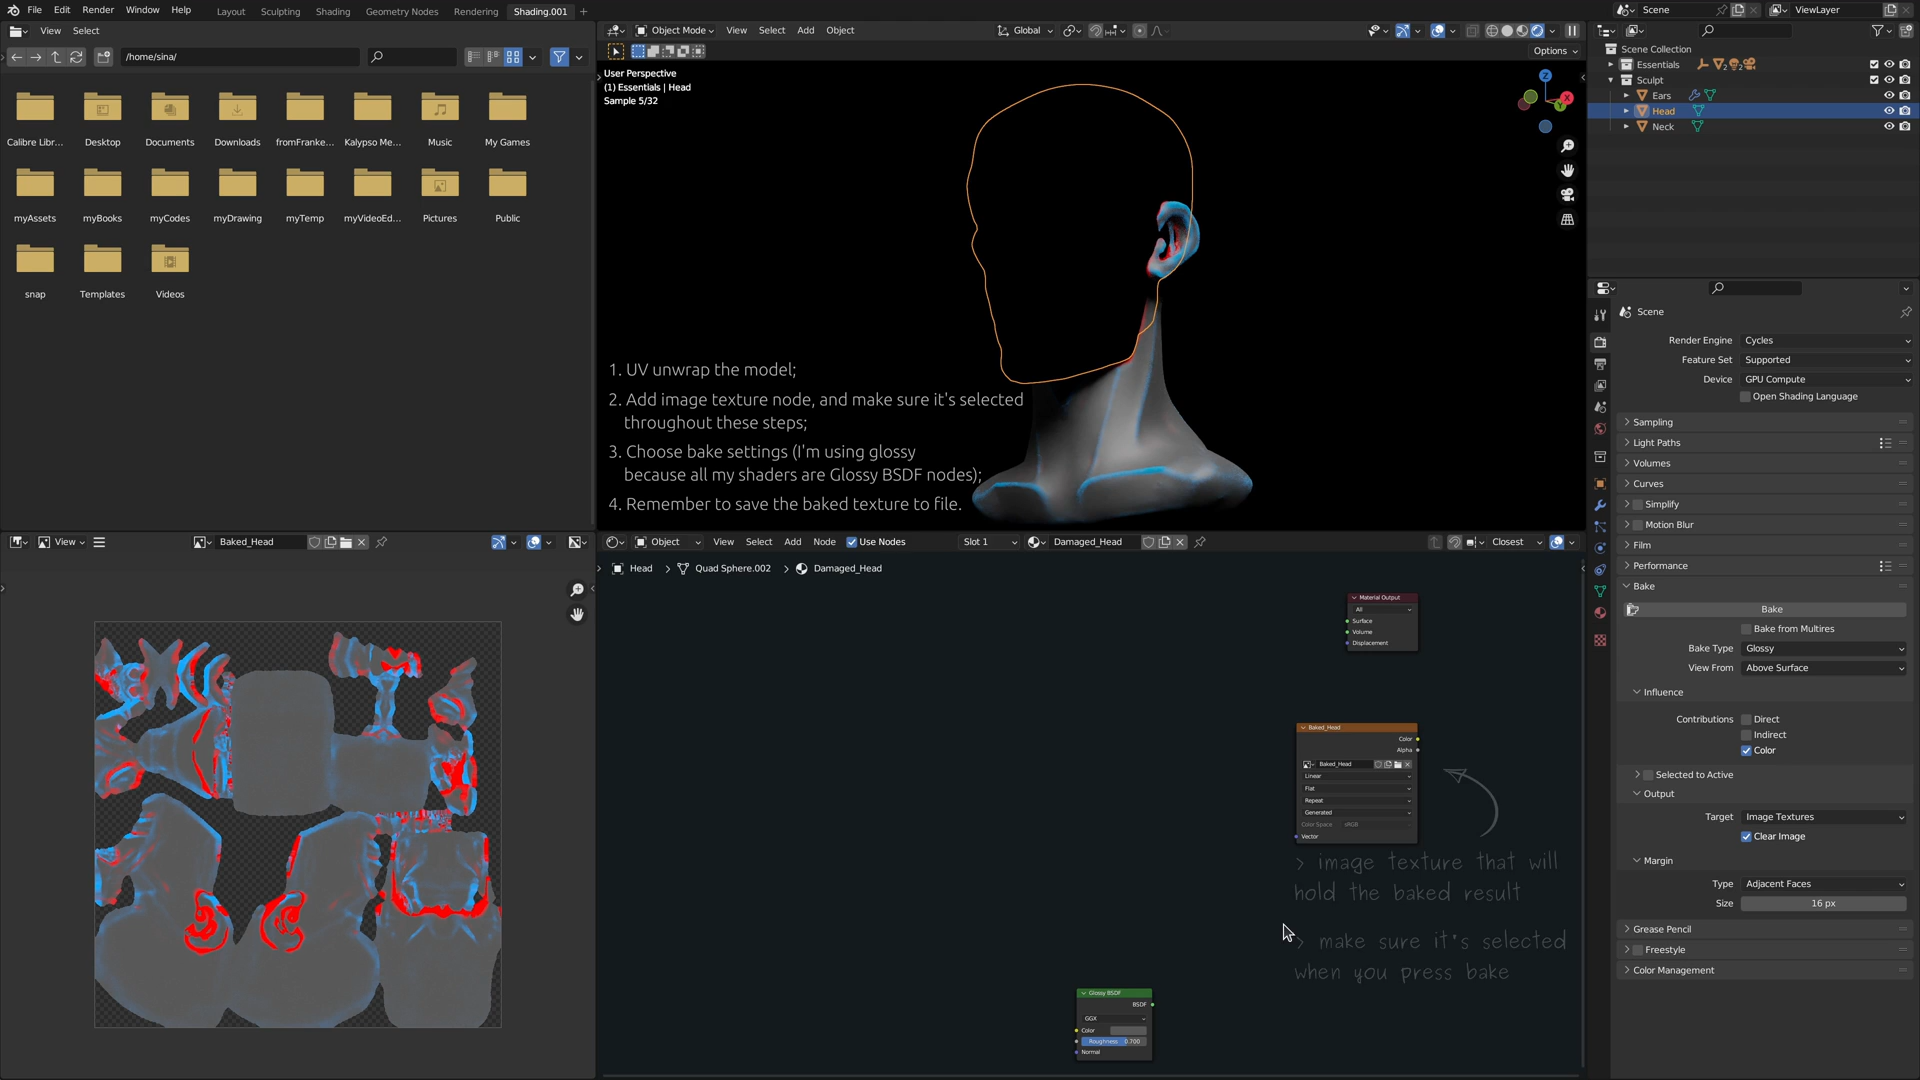 File Edit Render Window Help Layout Sculpting Shading Geometry Nodes Rendering Shading.001 +
Scene ViewLayer
View Select
/home/sina/
Calibre Libr... Desktop Documents Downloads fromFranke... Kalypso Me... Music My Games
myAssets myBooks myCodes myDrawing myTemp myVideoEd... Pictures Public
snap Templates Videos
Object Mode View Select Add Object Global
Options
User Perspective
(1) Essentials | Head
Sample 5/32
Z
X
Y
1. UV unwrap the model;
2. Add image texture node, and make sure it's selected
throughout these steps;
3. Choose bake settings (I'm using glossy
because all my shaders are Glossy BSDF nodes);
4. Remember to save the baked texture to file.
Scene Collection
Essentials 2 2
Sculpt
Ears
Head
Neck
Scene
Render Engine Cycles
Feature Set Supported
Device GPU Compute
Open Shading Language
Sampling
Light Paths
Volumes
Curves
Simplify
Motion Blur
Film
Performance
Bake
Bake
Bake from Multires
Bake Type Glossy
View From Above Surface
Influence
Contributions Direct
Indirect
Color
Selected to Active
Output
Target Image Textures
Clear Image
Margin
Type Adjacent Faces
Size 16 px
Grease Pencil
Freestyle
Color Management
View Baked_Head
Object View Select Add Node Use Nodes Slot 1 Damaged_Head Closest
Head > Quad Sphere.002 > Damaged_Head
Material Output
All
Surface
Volume
Displacement
Baked_Head
Color
Alpha
Baked_Head
Linear
Flat
Repeat
Generated
Color Space sRGB
Vector
> image texture that will
hold the baked result
> make sure it's selected
when you press bake
Glossy BSDF
BSDF
GGX
Color
Roughness 0.700
Normal